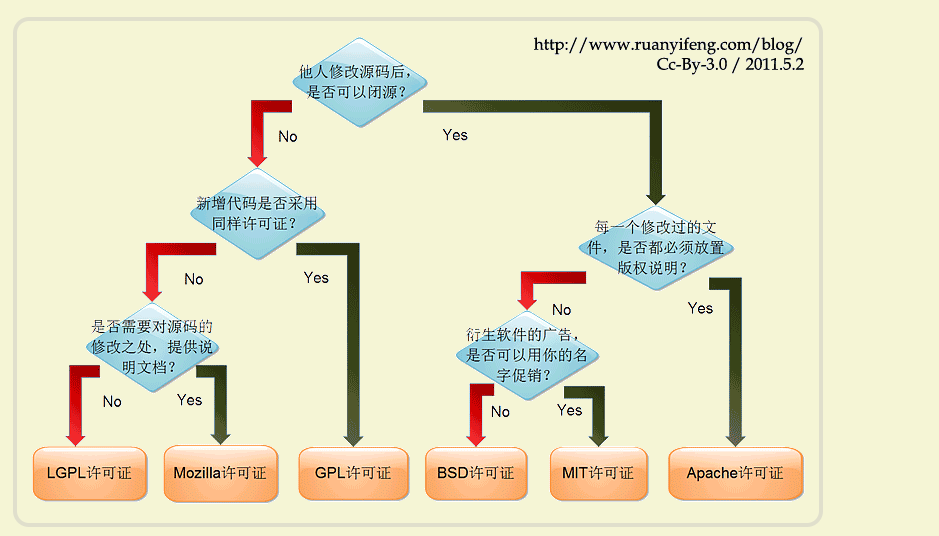 http://www.ruanyifeng.com/blog/
Cc-By-3.0 / 2011.5.2
他人修改源码后，
是否可以闭源？
No
Yes
新增代码是否采用
同样许可证？
每一个修改过的文
件，是否都必须放置
版权说明？
No
Yes
No
Yes
是否需要对源码的
修改之处，提供说
明文档？
衍生软件的广告，
是否可以用你的名
字促销？
No
Yes
No
Yes
LGPL许可证
Mozilla许可证
GPL许可证
BSD许可证
MIT许可证
Apache许可证